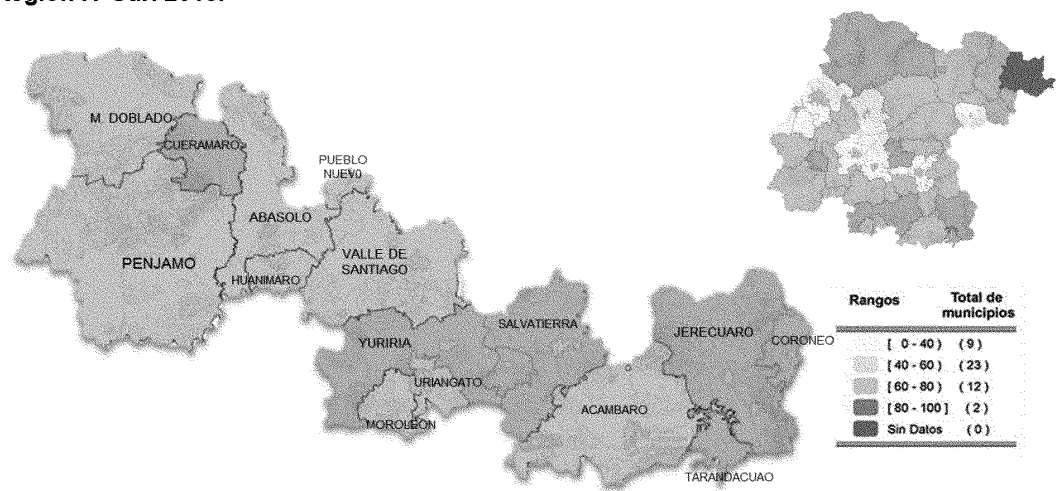 M. DOBLADO
CUERAMARO
PUEBLO
NUEV0
ABASOLO
PENJAMO
HUANIMARO
VALLE DE
SANTIAGO
YURIRIA
SALVATIERRA
URIANGATO
MOROLEON
ACAMBARO
JERECUARO
CORONEO
TARANDACUAO
Rangos Total de
municipios
[ 0 - 40 ) ( 9 )
[ 40 - 60 ) ( 23 )
[ 60 - 80 ) ( 12 )
[ 80 - 100 ] ( 2 )
Sin Datos ( 0 )